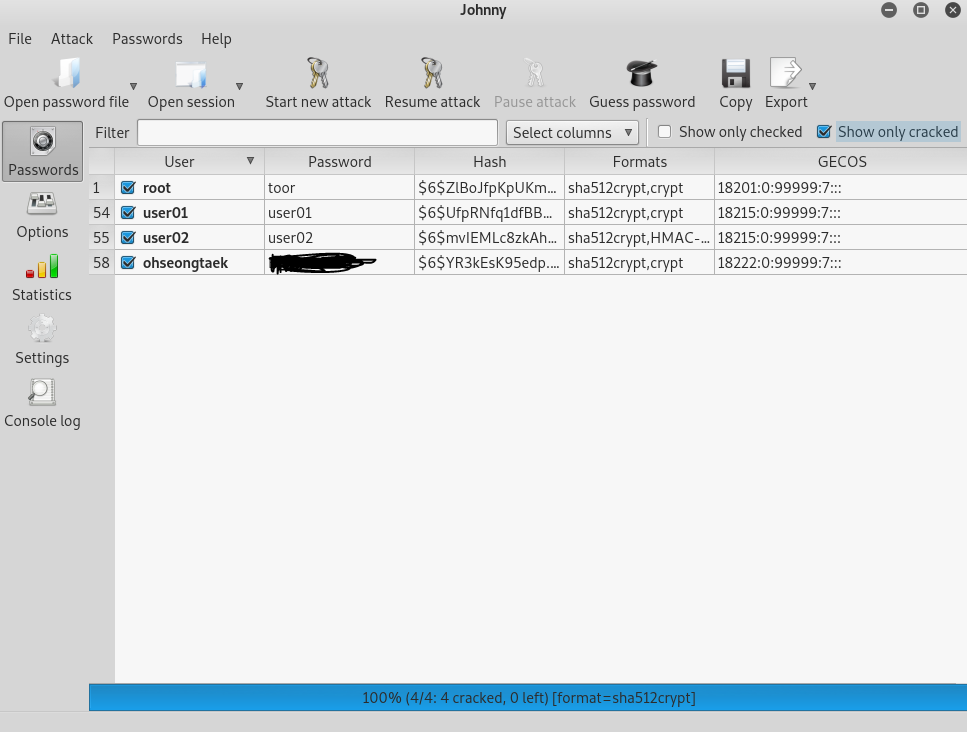 Johnny
File Attack Passwords Help
Open password file Open session Start new attack Resume attack Pause attack Guess password Copy Export
Passwords
Filter Select columns Show only checked Show only cracked
User Password Hash Formats GECOS
1 root toor $6$ZlBoJfpKpUKm... sha512crypt,crypt 18201:0:99999:7:::
54 user01 user01 $6$UfpRNfq1dfBB... sha512crypt,crypt 18215:0:99999:7:::
55 user02 user02 $6$mvIEMLc8zkAh... sha512crypt,HMAC-... 18215:0:99999:7:::
58 ohseongtaek $6$YR3kEsK95edp.... sha512crypt,crypt 18222:0:99999:7:::
Options
Statistics
Settings
Console log
100% (4/4: 4 cracked, 0 left) [format=sha512crypt]